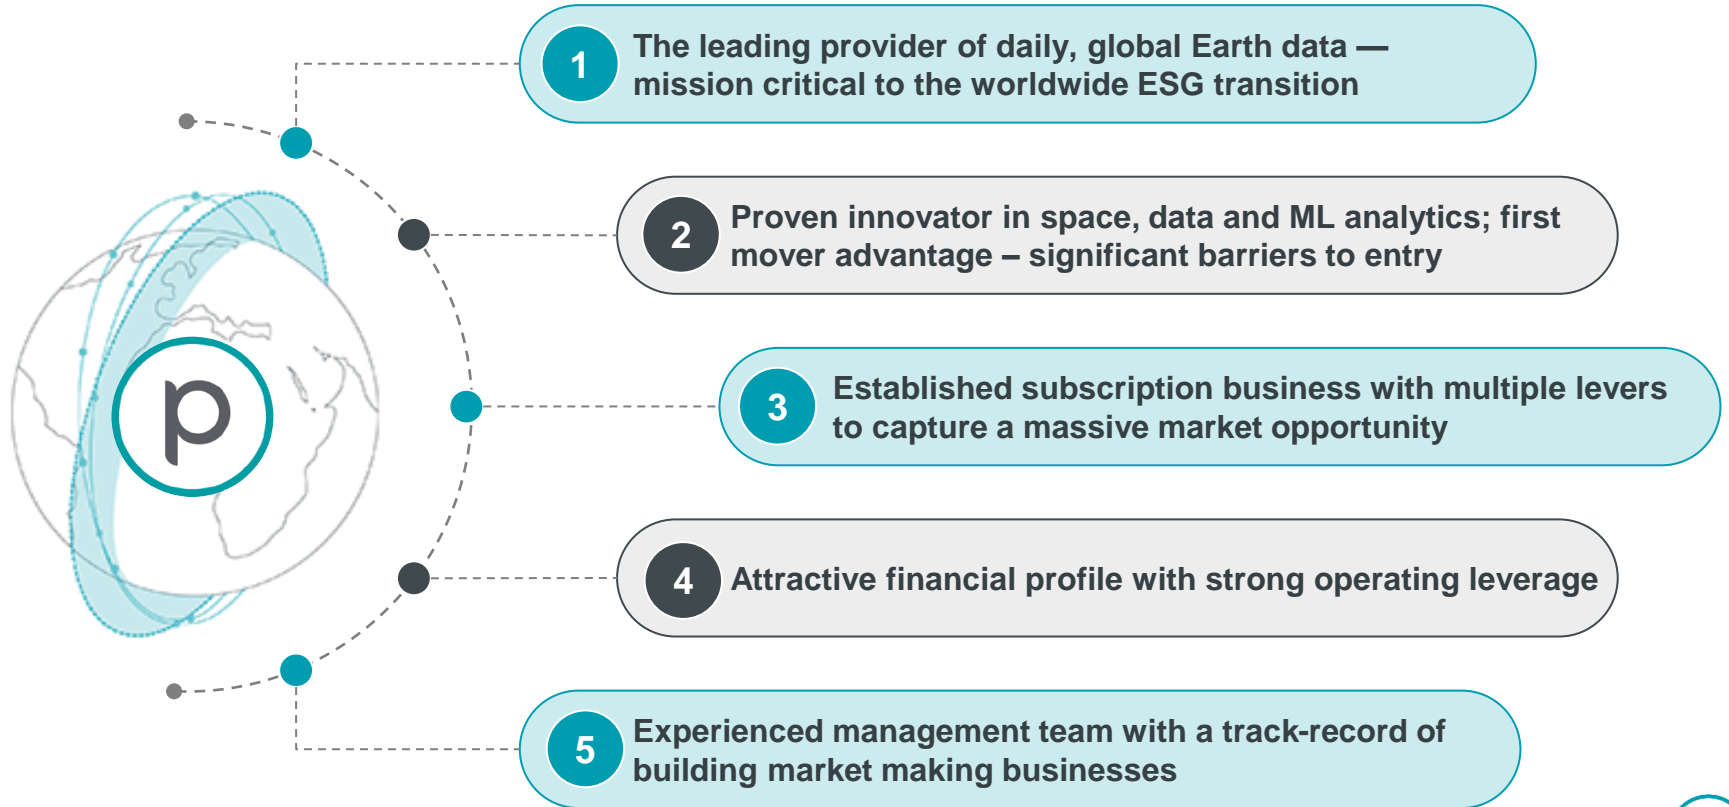 1
The leading provider of daily, global Earth data —
mission critical to the worldwide ESG transition
2
Proven innovator in space, data and ML analytics; first
mover advantage – significant barriers to entry
p
3
Established subscription business with multiple levers
to capture a massive market opportunity
4
Attractive financial profile with strong operating leverage
5
Experienced management team with a track-record of
building market making businesses